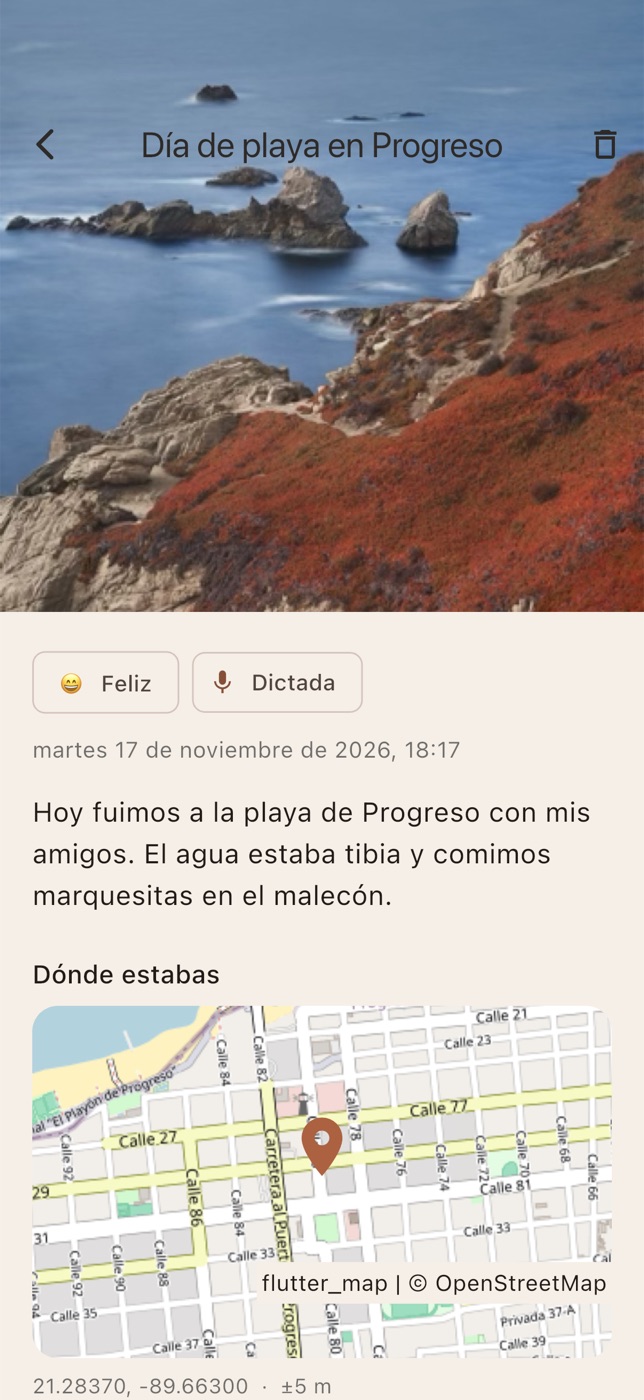 Día de playa en Progreso
Feliz
Dictada
martes 17 de noviembre de 2026, 18:17
Hoy fuimos a la playa de Progreso con mis
amigos. El agua estaba tibia y comimos
marquesitas en el malecón.
Dónde estabas
Calle 21
Calle 23
Calle 84
Calle 82
al "El Playón de Progreso"
Calle 77
Calle 78
Calle 27
Calle 92
Calle 76
Calle 74
Calle 72
Calle 70
Calle 68
Calle 66
Calle 81
29
Calle 86
Calle 84
Carretera al Puert
31
Calle 33
Calle 33
Calle 92
Calle 90
Calle 88
flutter_map | © OpenStreetMap
Calle 35
Calle 80
Privada 37-A
Calle 37
Calle 39
21.28370, -89.66300 · ±5 m